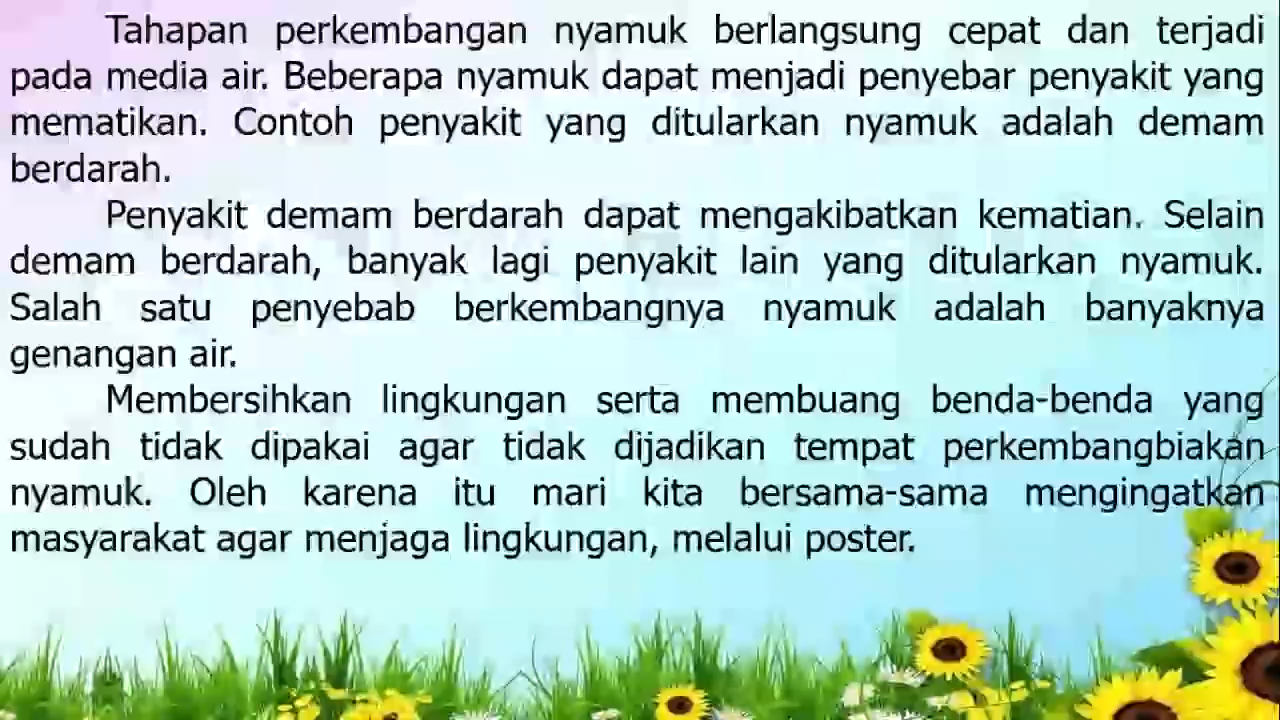 Tahapan perkembangan nyamuk berlangsung cepat dan terjadi
pada media air. Beberapa nyamuk dapat menjadi penyebar penyakit yang
mematikan. Contoh penyakit yang ditularkan nyamuk adalah demam
berdarah.
Penyakit demam berdarah dapat mengakibatkan kematian. Selain
demam berdarah, banyak lagi penyakit lain yang ditularkan nyamuk.
Salah satu penyebab berkembangnya nyamuk adalah banyaknya
genangan air.
Membersihkan lingkungan serta membuang benda-benda yang
sudah tidak dipakai agar tidak dijadikan tempat perkembangbiakan
nyamuk. Oleh karena itu mari kita bersama-sama mengingatkan
masyarakat agar menjaga lingkungan, melalui poster.